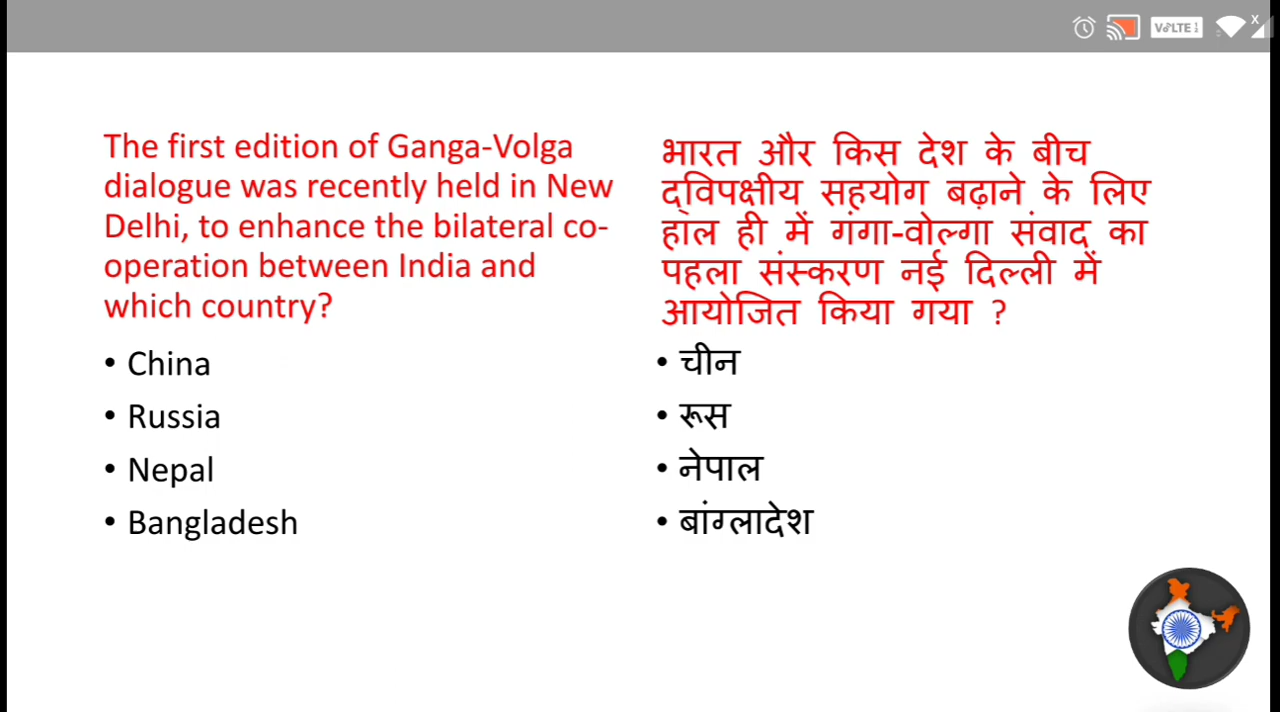 VoLTE 1
The first edition of Ganga-Volga
dialogue was recently held in New
Delhi, to enhance the bilateral co-
operation between India and
which country?
• China
• Russia
• Nepal
• Bangladesh
भारत और किस देश के बीच
द्विपक्षीय सहयोग बढ़ाने के लिए
हाल ही में गंगा-वोल्गा संवाद का
पहला संस्करण नई दिल्ली में
आयोजित किया गया ?
• चीन
• रूस
• नेपाल
• बांग्लादेश